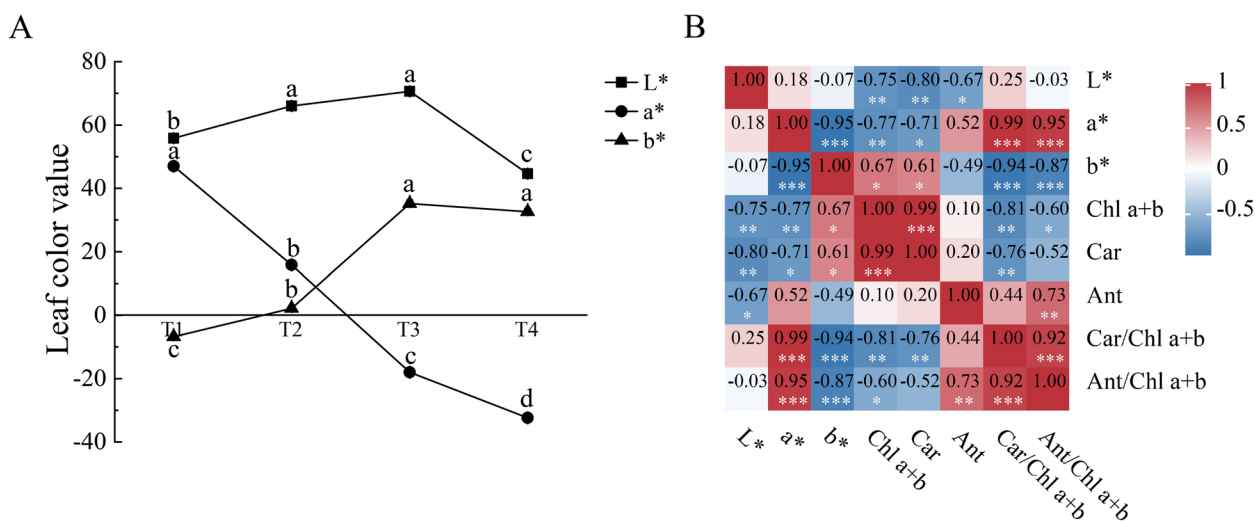 A
B
80
60
40
20
0
-20
-40
Leaf color value
T1 T2 T3 T4
b a a c
a b c d
c b a a
L*
a*
b*
1.00 0.18 -0.07 -0.75 -0.80 -0.67 0.25 -0.03 L*
** ** *
0.18 1.00 -0.95 -0.77 -0.71 0.52 0.99 0.95 a*
*** ** * *** ***
-0.07 -0.95 1.00 0.67 0.61 -0.49 -0.94 -0.87 b*
*** * * *** ***
-0.75 -0.77 0.67 1.00 0.99 0.10 -0.81 -0.60 Chl a+b
** ** * *** ** *
-0.80 -0.71 0.61 0.99 1.00 0.20 -0.76 -0.52 Car
** * * *** **
-0.67 0.52 -0.49 0.10 0.20 1.00 0.44 0.73 Ant
* **
0.25 0.99 -0.94 -0.81 -0.76 0.44 1.00 0.92 Car/Chl a+b
*** *** ** ** ***
-0.03 0.95 -0.87 -0.60 -0.52 0.73 0.92 1.00 Ant/Chl a+b
*** *** * ** ***
L* a* b* Chl a+b Car Ant Car/Chl a+b Ant/Chl a+b
1
0.5
0
-0.5